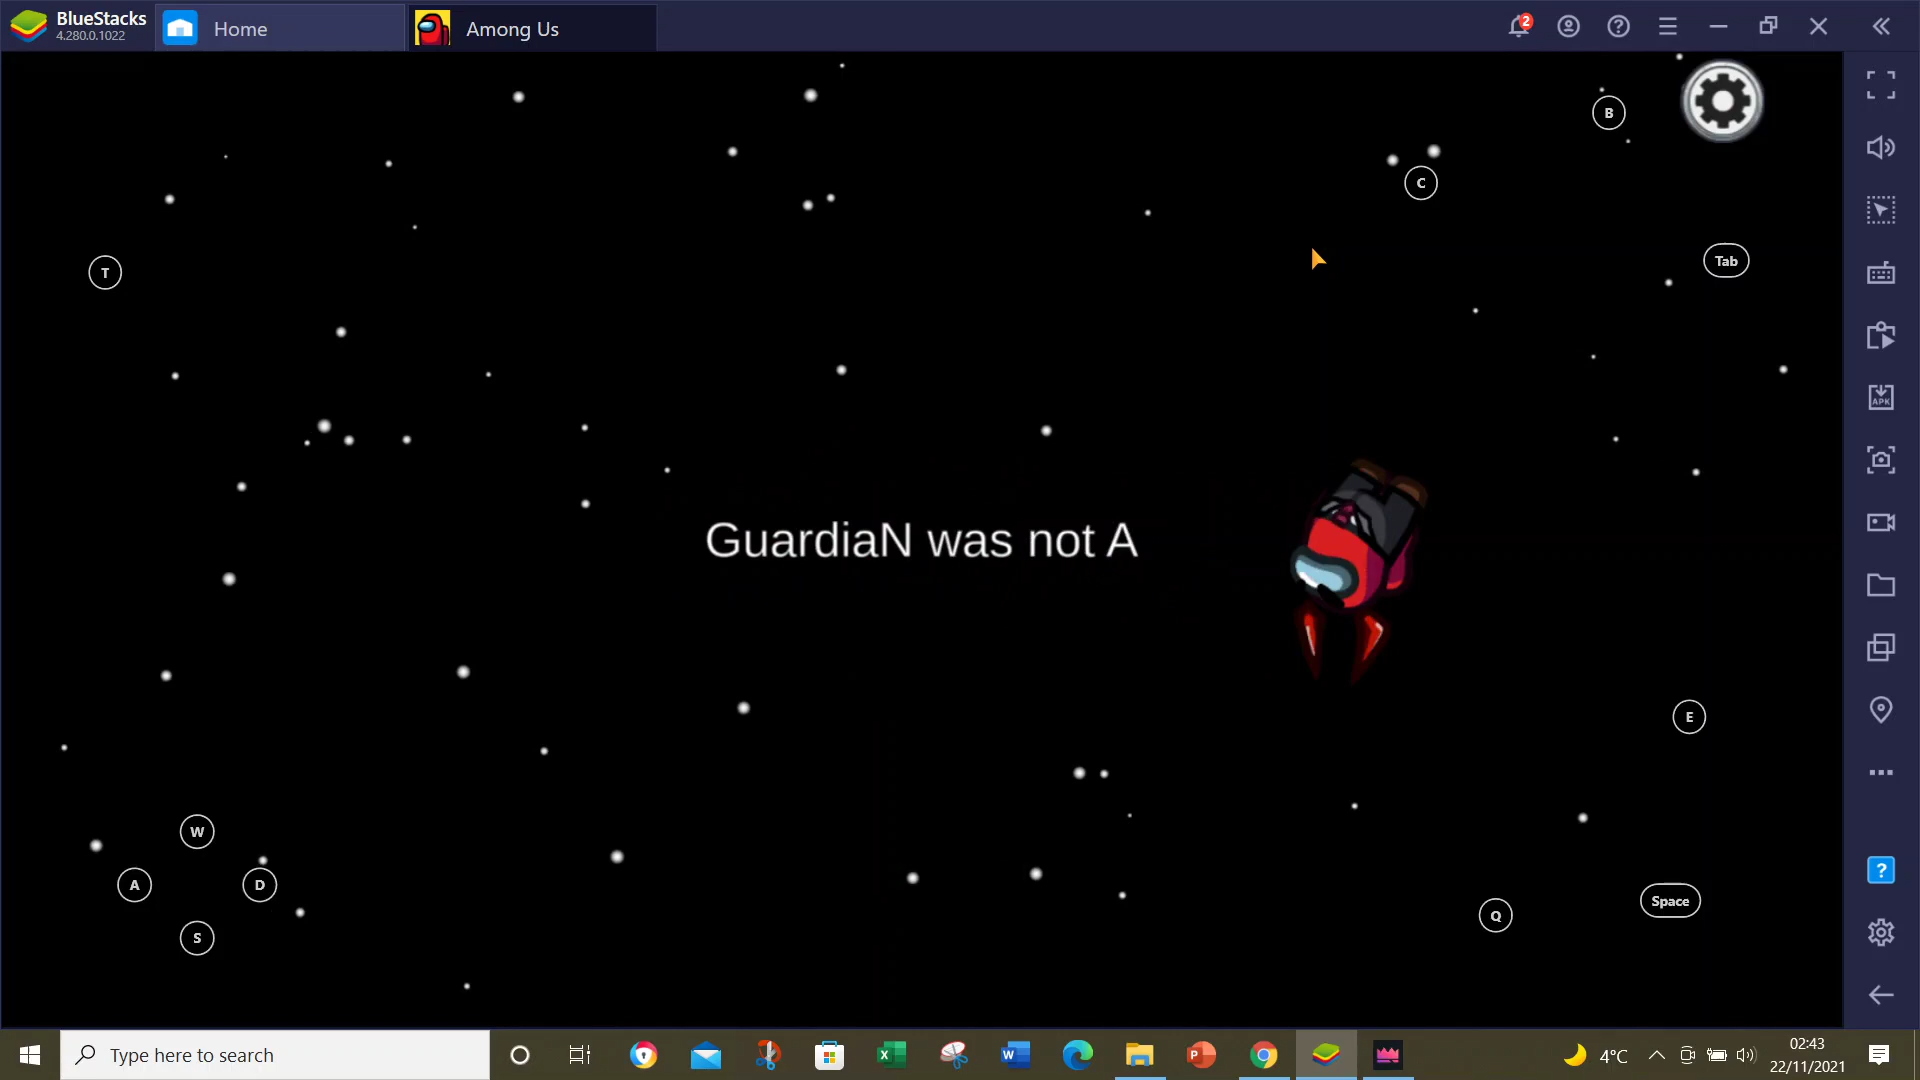 BlueStacks
4.280.0.1022
Home
Among Us
2
B
C
T
Tab
APK
GuardiaN was not A
E
W
A
D
S
Q
Space
?
Type here to search
4°C
02:43
22/11/2021